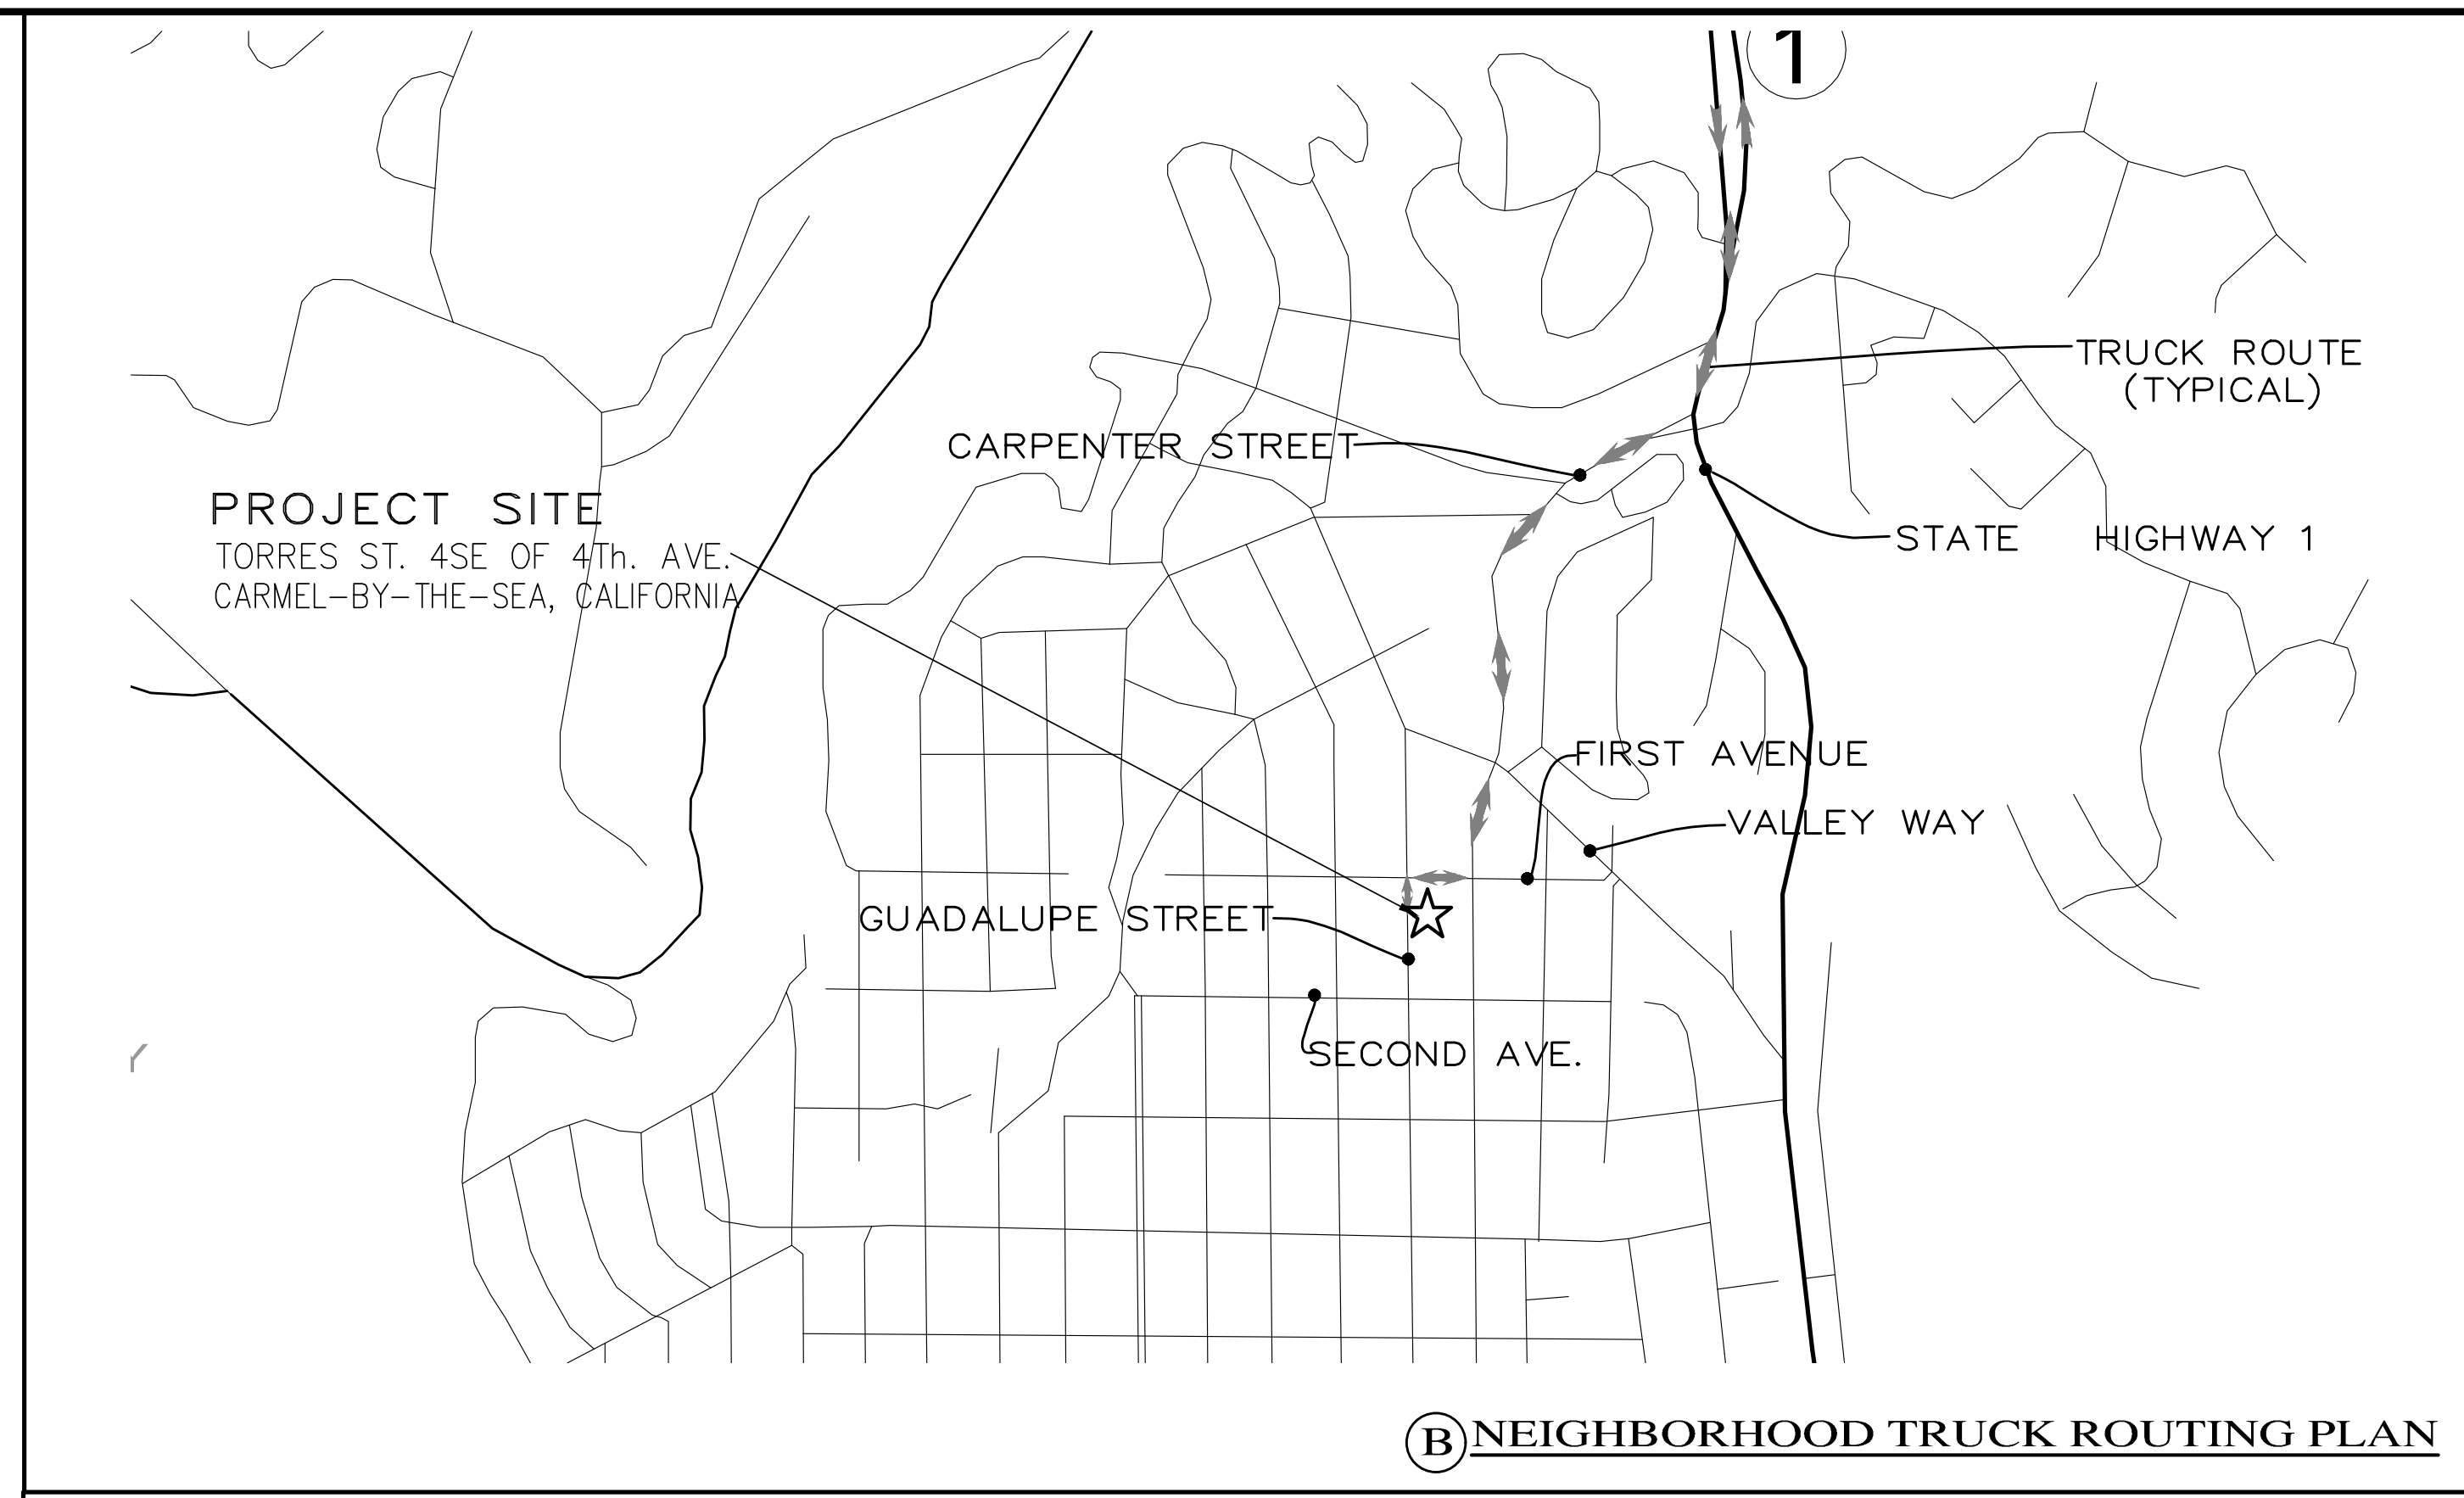 1
TRUCK ROUTE
(TYPICAL)
CARPENTER STREET
PROJECT SITE
TORRES ST. 4SE OF 4Th. AVE.
CARMEL-BY-THE-SEA, CALIFORNIA
STATE HIGHWAY 1
FIRST AVENUE
VALLEY WAY
GUADALUPE STREET
SECOND AVE.
B NEIGHBORHOOD TRUCK ROUTING PLAN